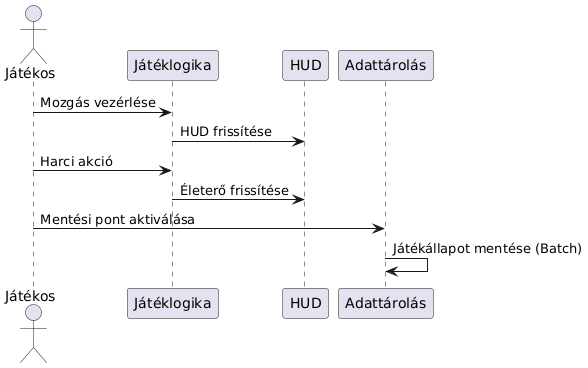 Játékos
Játéklogika
HUD
Adattárolás
Mozgás vezérlése
HUD frissítése
Harci akció
Életerő frissítése
Mentési pont aktiválása
Játékállapot mentése (Batch)
Játékos
Játéklogika
HUD
Adattárolás